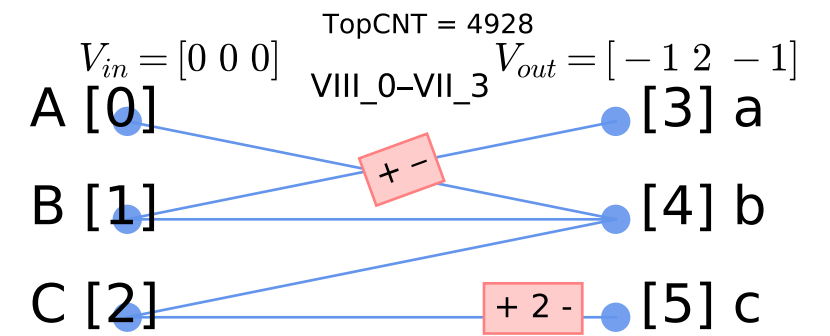 TopCNT = 4928
V_in = [0 0 0]
V_out = [−1 2 −1]
VIII_0–VII_3
A [0]
[3] a
+ −
B [1]
[4] b
C [2]
+ 2 -
[5] c